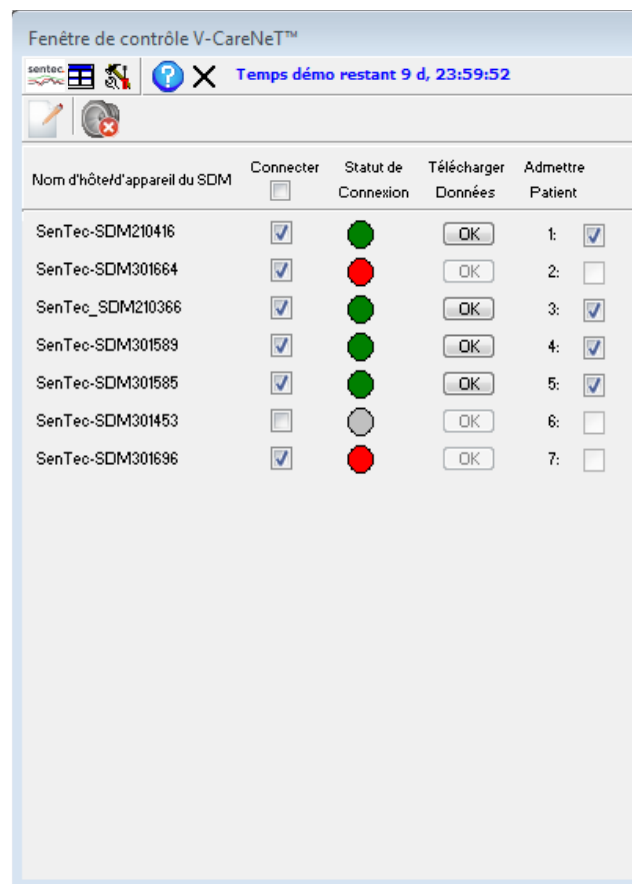 Fenêtre de contrôle V-CareNeT™
sentec Temps démo restant 9 d, 23:59:52
Nom d'hôte/d'appareil du SDM Connecter Statut de Connexion Télécharger Données Admettre Patient
SenTec-SDM210416 OK 1:
SenTec-SDM301664 OK 2:
SenTec_SDM210366 OK 3:
SenTec-SDM301589 OK 4:
SenTec-SDM301585 OK 5:
SenTec-SDM301453 OK 6:
SenTec-SDM301696 OK 7: